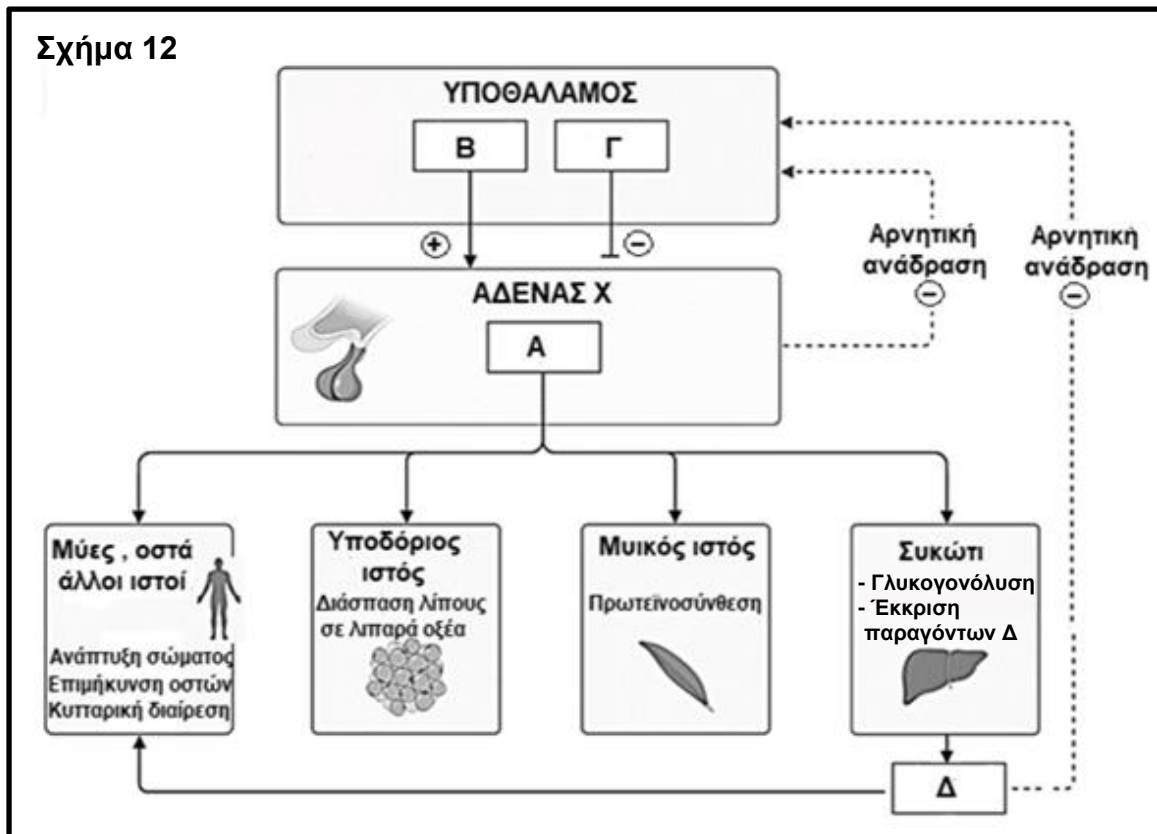 Σχήμα 12
ΥΠΟΘΑΛΑΜΟΣ
Β
Γ
+
−
ΑΔΕΝΑΣ Χ
Α
Αρνητική
ανάδραση
−
Αρνητική
ανάδραση
−
Μύες , οστά
άλλοι ιστοί
Ανάπτυξη σώματος
Επιμήκυνση οστών
Κυτταρική διαίρεση
Υποδόριος
ιστός
Διάσπαση λίπους
σε λιπαρά οξέα
Μυικός ιστός
Πρωτεϊνοσύνθεση
Συκώτι
- Γλυκογονόλυση
- Έκκριση
παραγόντων Δ
Δ